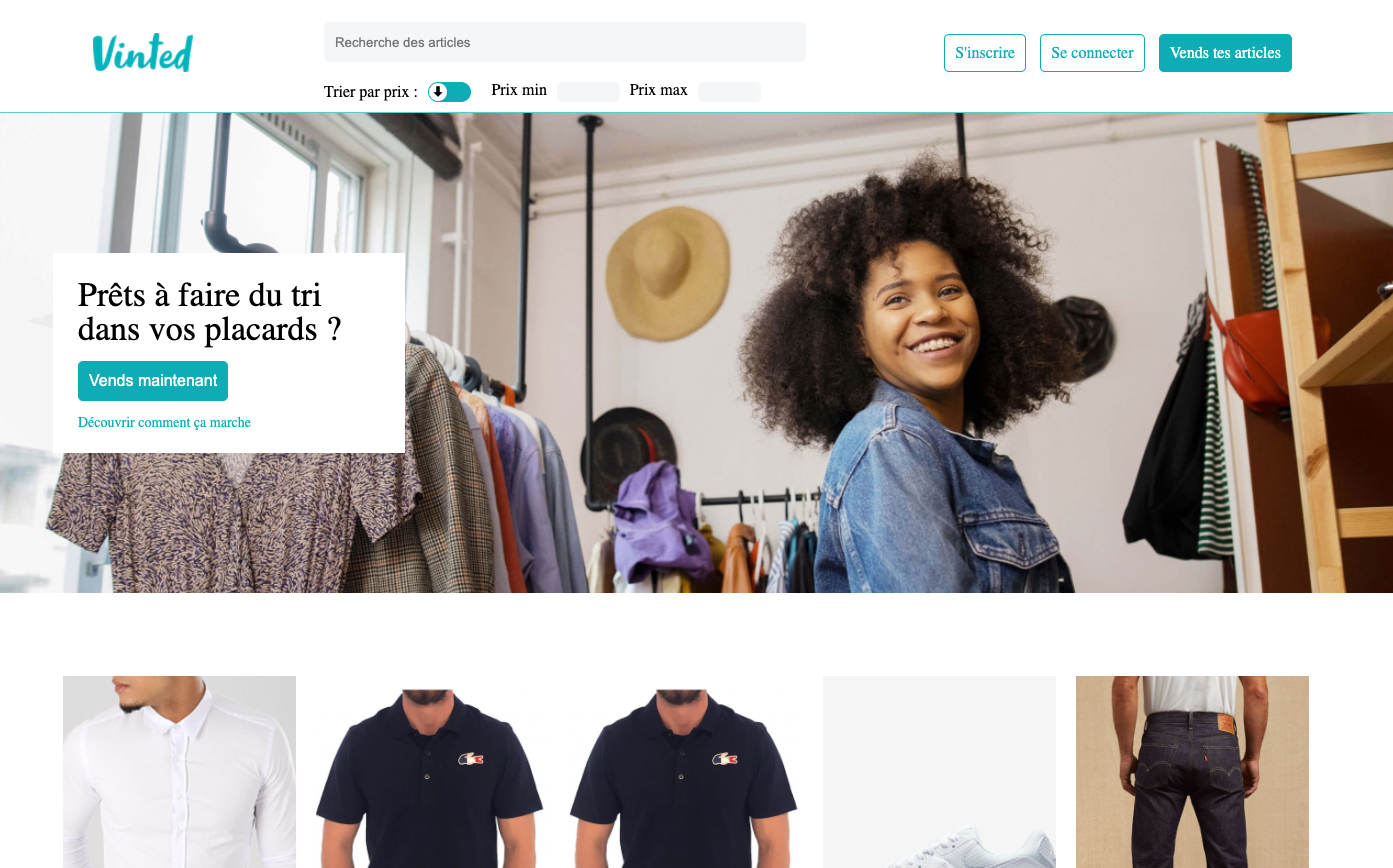 Vinted
Recherche des articles
S'inscrire
Se connecter
Vends tes articles
Trier par prix :
Prix min
Prix max
Prêts à faire du tri
dans vos placards ?
Vends maintenant
Découvrir comment ça marche